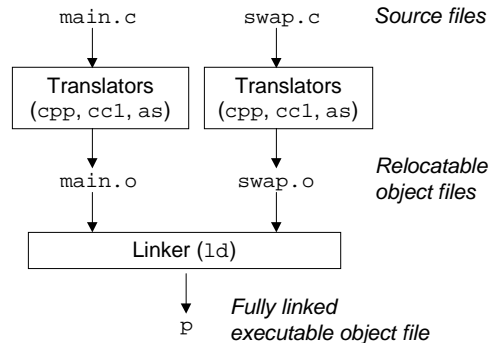 main.c swap.c Source files
Translators Translators
(cpp, cc1, as) (cpp, cc1, as)
main.o swap.o Relocatable
object files
Linker (ld)
p Fully linked
executable object file